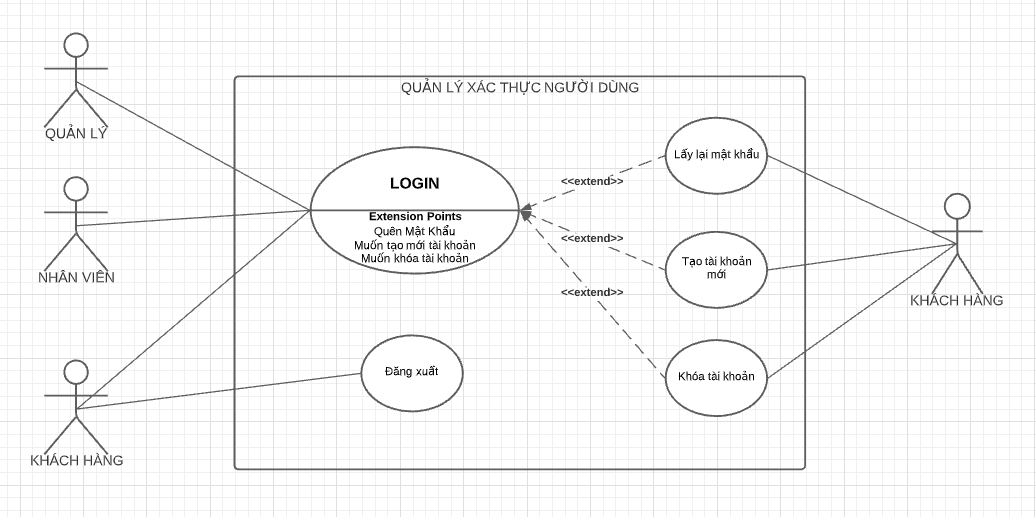 QUẢN LÝ XÁC THỰC NGƯỜI DÙNG
QUẢN LÝ
NHÂN VIÊN
KHÁCH HÀNG
LOGIN
Extension Points
Quên Mật Khẩu
Muốn tạo mới tài khoản
Muốn khóa tài khoản
Đăng xuất
<<extend>>
<<extend>>
<<extend>>
Lấy lại mật khẩu
Tạo tài khoản
mới
Khóa tài khoản
KHÁCH HÀNG